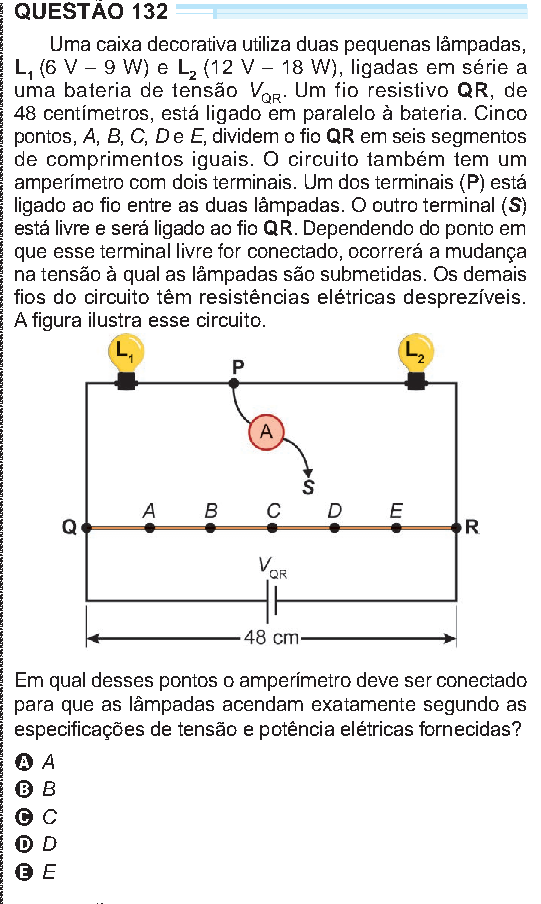 QUESTÃO 132
Uma caixa decorativa utiliza duas pequenas lâmpadas,
L1 (6 V – 9 W) e L2 (12 V – 18 W), ligadas em série a
uma bateria de tensão VQR. Um fio resistivo QR, de
48 centímetros, está ligado em paralelo à bateria. Cinco
pontos, A, B, C, D e E, dividem o fio QR em seis segmentos
de comprimentos iguais. O circuito também tem um
amperímetro com dois terminais. Um dos terminais (P) está
ligado ao fio entre as duas lâmpadas. O outro terminal (S)
está livre e será ligado ao fio QR. Dependendo do ponto em
que esse terminal livre for conectado, ocorrerá a mudança
na tensão à qual as lâmpadas são submetidas. Os demais
fios do circuito têm resistências elétricas desprezíveis.
A figura ilustra esse circuito.
L1
P
L2
A
S
A B C D E
Q
R
VQR
48 cm
Em qual desses pontos o amperímetro deve ser conectado
para que as lâmpadas acendam exatamente segundo as
especificações de tensão e potência elétricas fornecidas?
A A
B B
C C
D D
E E